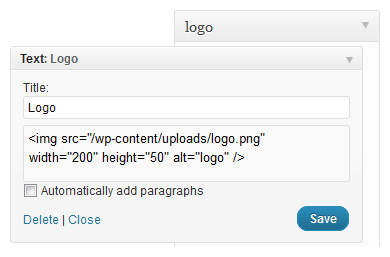 logo
Text: Logo
Title:
Logo
<img src="/wp-content/uploads/logo.png"
width="200" height="50" alt="logo" />
Automatically add paragraphs
Delete | Close
Save